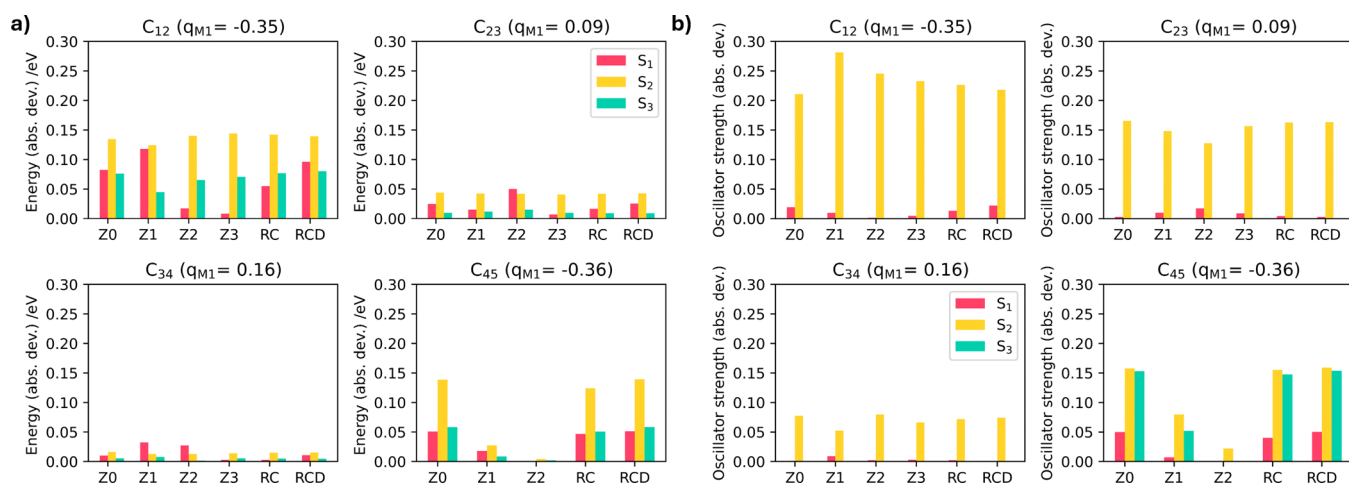 a)
C12 (qM1= -0.35)
Energy (abs. dev.) /eV
0.30
0.25
0.20
0.15
0.10
0.05
0.00
Z0 Z1 Z2 Z3 RC RCD
C23 (qM1= 0.09)
Energy (abs. dev.) /eV
0.30
0.25
0.20
0.15
0.10
0.05
0.00
S1
S2
S3
Z0 Z1 Z2 Z3 RC RCD
C34 (qM1= 0.16)
Energy (abs. dev.) /eV
0.30
0.25
0.20
0.15
0.10
0.05
0.00
Z0 Z1 Z2 Z3 RC RCD
C45 (qM1= -0.36)
Energy (abs. dev.) /eV
0.30
0.25
0.20
0.15
0.10
0.05
0.00
Z0 Z1 Z2 RC RCD
b)
C12 (qM1= -0.35)
Oscillator strength (abs. dev.)
0.30
0.25
0.20
0.15
0.10
0.05
0.00
Z0 Z1 Z2 Z3 RC RCD
C23 (qM1= 0.09)
Oscillator strength (abs. dev.)
0.30
0.25
0.20
0.15
0.10
0.05
0.00
Z0 Z1 Z2 Z3 RC RCD
C34 (qM1= 0.16)
Oscillator strength (abs. dev.)
0.30
0.25
0.20
0.15
0.10
0.05
0.00
S1
S2
S3
Z0 Z1 Z2 Z3 RC RCD
C45 (qM1= -0.36)
Oscillator strength (abs. dev.)
0.30
0.25
0.20
0.15
0.10
0.05
0.00
Z0 Z1 Z2 RC RCD